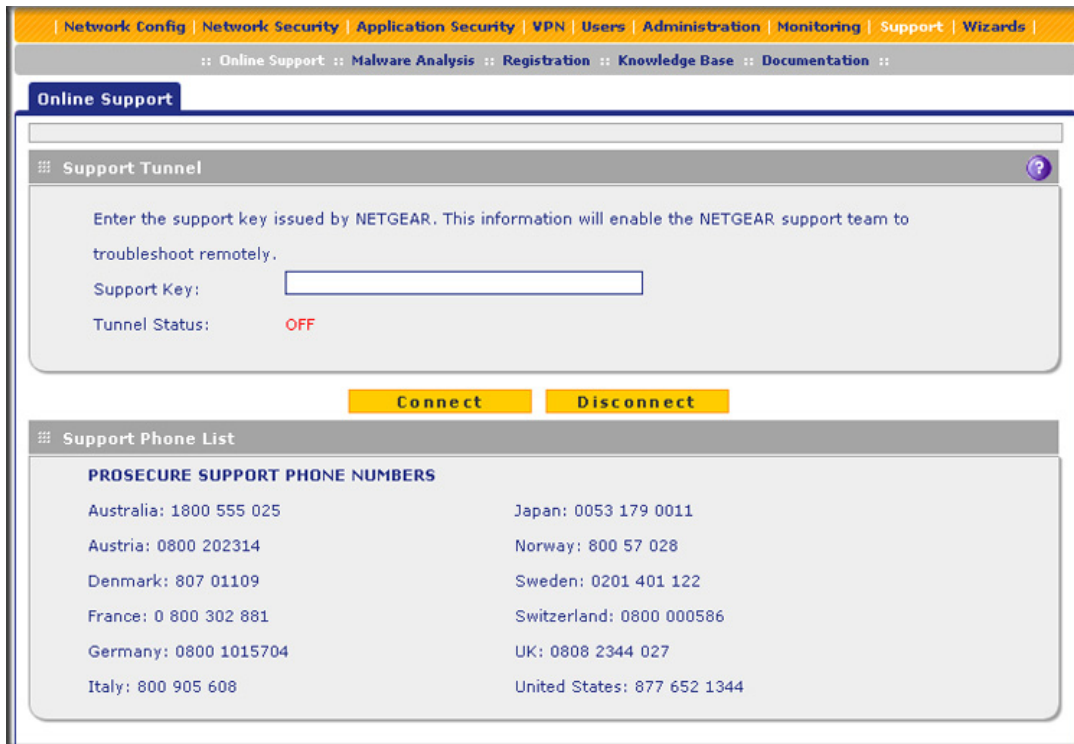 | Network Config | Network Security | Application Security | VPN | Users | Administration | Monitoring | Support | Wizards |
:: Online Support :: Malware Analysis :: Registration :: Knowledge Base :: Documentation ::
Online Support
Support Tunnel
?
Enter the support key issued by NETGEAR. This information will enable the NETGEAR support team to
troubleshoot remotely.
Support Key:
Tunnel Status: OFF
Connect Disconnect
Support Phone List
PROSECURE SUPPORT PHONE NUMBERS
Australia: 1800 555 025 Japan: 0053 179 0011
Austria: 0800 202314 Norway: 800 57 028
Denmark: 807 01109 Sweden: 0201 401 122
France: 0 800 302 881 Switzerland: 0800 000586
Germany: 0800 1015704 UK: 0808 2344 027
Italy: 800 905 608 United States: 877 652 1344